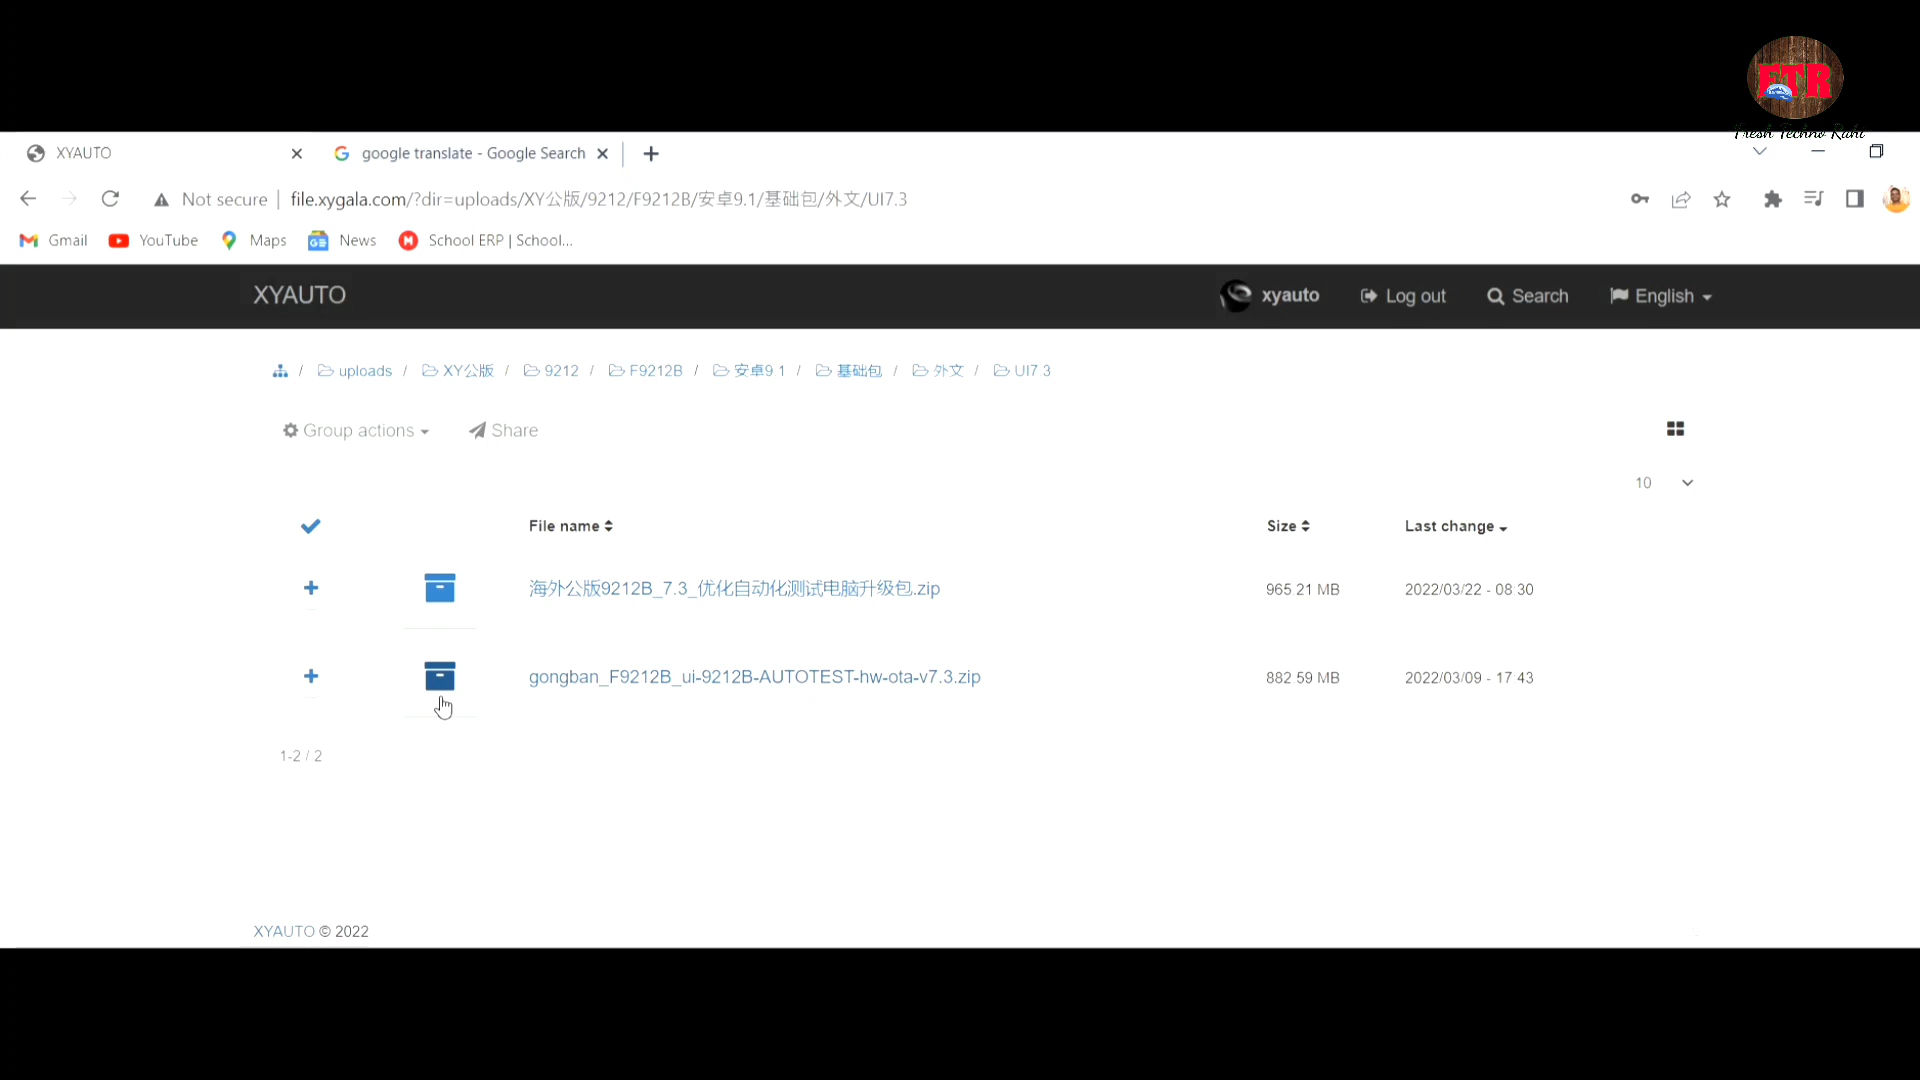 FTR
Fresh Techno Rahi
XYAUTO
google translate - Google Search
Not secure | file.xygala.com/?dir=uploads/XY公版/9212/F9212B/安卓9.1/基础包/外文/UI7.3
Gmail YouTube Maps News School ERP | School...
XYAUTO xyauto Log out Search English
/ uploads / XY公版 / 9212 / F9212B / 安卓9 1 / 基础包 / 外文 / UI7 3
Group actions Share
10
File name Size Last change
海外公版9212B_7.3_优化自动化测试电脑升级包.zip 965 21 MB 2022/03/22 - 08 30
gongban_F9212B_ui-9212B-AUTOTEST-hw-ota-v7.3.zip 882 59 MB 2022/03/09 - 17 43
1-2 / 2
XYAUTO © 2022